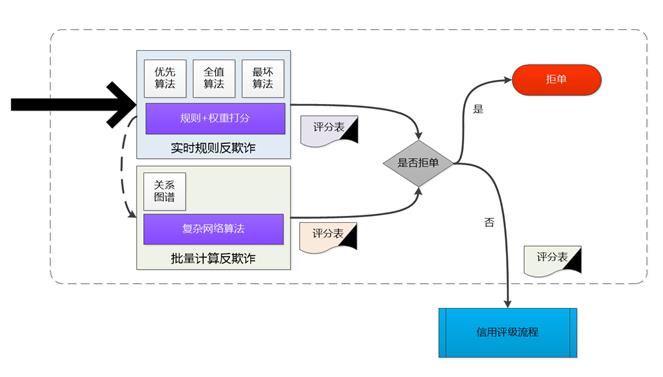 优先
算法
全值
算法
最坏
算法
规则+权重打分
实时规则反欺诈
评分表
关系
图谱
复杂网络算法
批量计算反欺诈
评分表
是否拒单
是
拒单
否
评分表
信用评级流程